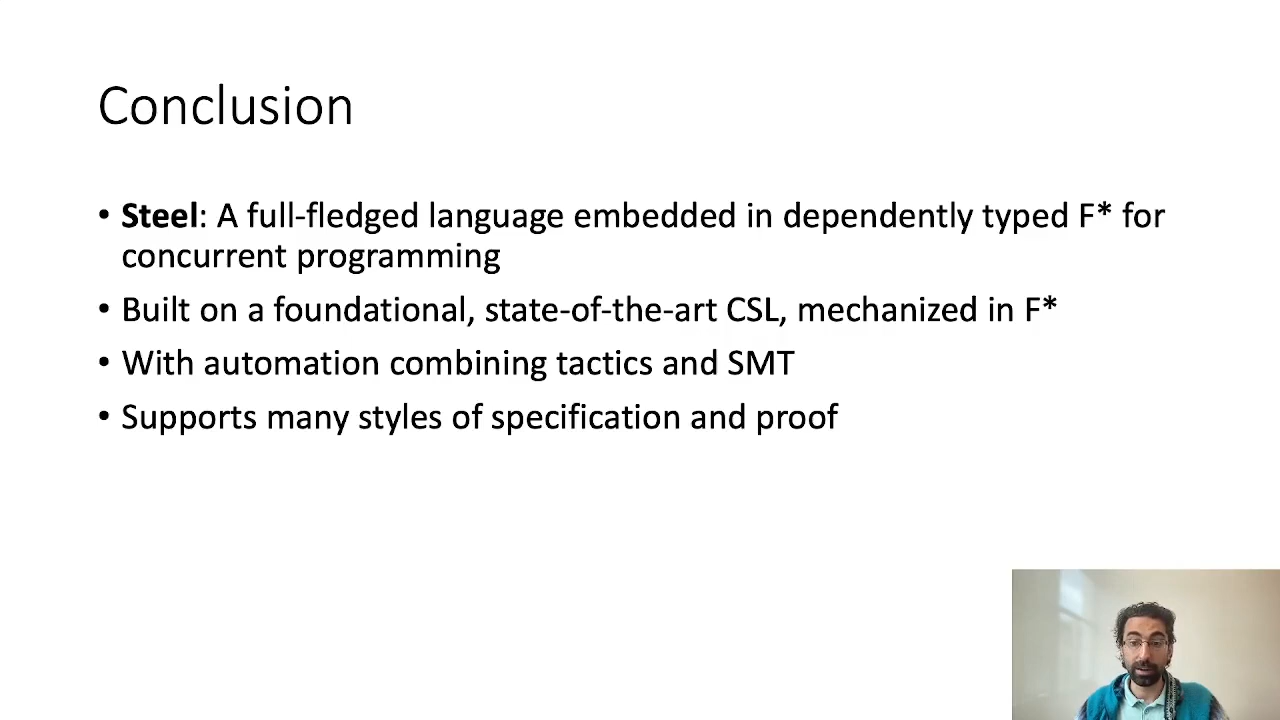 Conclusion
• Steel: A full-fledged language embedded in dependently typed F* for
concurrent programming
• Built on a foundational, state-of-the-art CSL, mechanized in F*
• With automation combining tactics and SMT
• Supports many styles of specification and proof